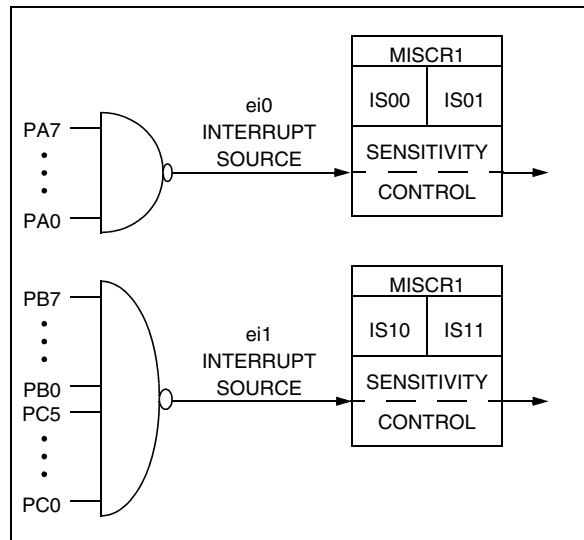 MISCR1
IS00 IS01
SENSITIVITY
CONTROL
ei0
INTERRUPT
SOURCE
PA7
PA0
MISCR1
IS10 IS11
SENSITIVITY
CONTROL
ei1
INTERRUPT
SOURCE
PB7
PB0
PC5
PC0